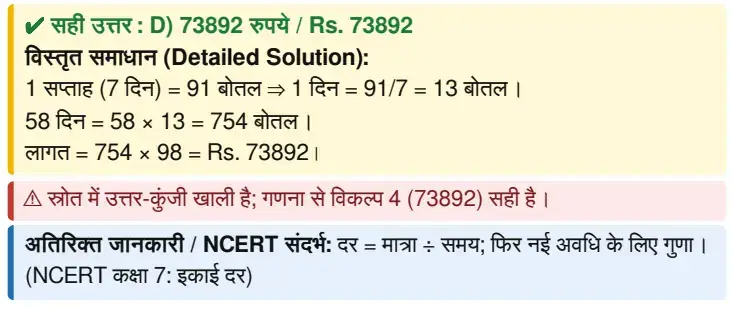 ✔ सही उत्तर : D) 73892 रुपये / Rs. 73892
विस्तृत समाधान (Detailed Solution):
1 सप्ताह (7 दिन) = 91 बोतल ⇒ 1 दिन = 91/7 = 13 बोतल।
58 दिन = 58 × 13 = 754 बोतल।
लागत = 754 × 98 = Rs. 73892।
⚠ स्रोत में उत्तर-कुंजी खाली है; गणना से विकल्प 4 (73892) सही है।
अतिरिक्त जानकारी / NCERT संदर्भ: दर = मात्रा ÷ समय; फिर नई अवधि के लिए गुणा।
(NCERT कक्षा 7: इकाई दर)